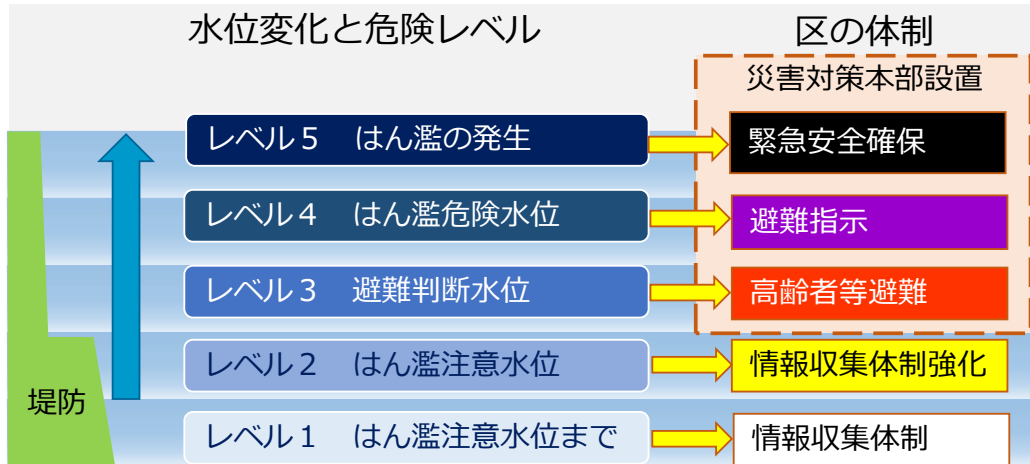 水位変化と危険レベル
区の体制
災害対策本部設置
レベル５　はん濫の発生
緊急安全確保
レベル４　はん濫危険水位
避難指示
レベル３　避難判断水位
高齢者等避難
レベル２　はん濫注意水位
情報収集体制強化
堤防
レベル１　はん濫注意水位まで
情報収集体制